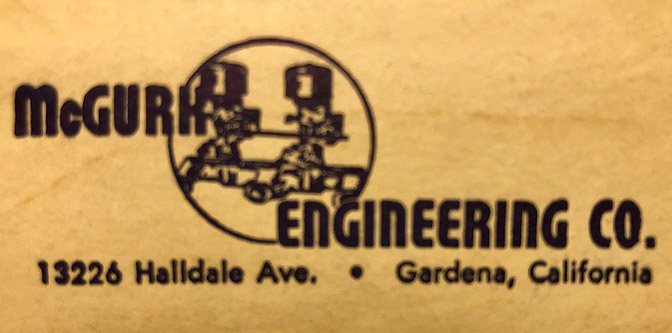 McGURK
ENGINEERING CO.
13226 Halldale Ave. • Gardena, California